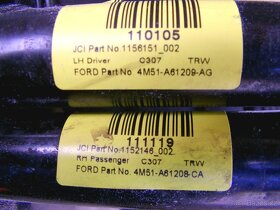 110105
JCI Part No. 1156151_002
LH Driver C307 TRW
FORD Part No. 4M51-A61209-AG
111119
JCI Part No. 1152146_002
RH Passenger C307 TRW
FORD Part No. 4M51-A61208-CA